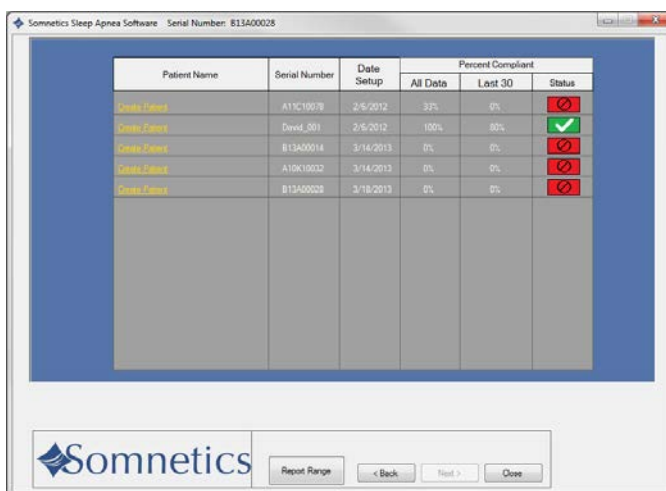 Somnetics Sleep Apnea Software Serial Number: B13A00028
Patient Name Serial Number Date Setup Percent Compliant
All Data Last 30 Status
Create Patient A11C10078 2/6/2012 33% 0%
Create Patient David_001 2/6/2012 100% 80%
Create Patient B13A00014 3/14/2013 0% 0%
Create Patient A10K10032 3/14/2013 0% 0%
Create Patient B13A00028 3/18/2013 0% 0%
Somnetics
Report Range < Back Next > Close